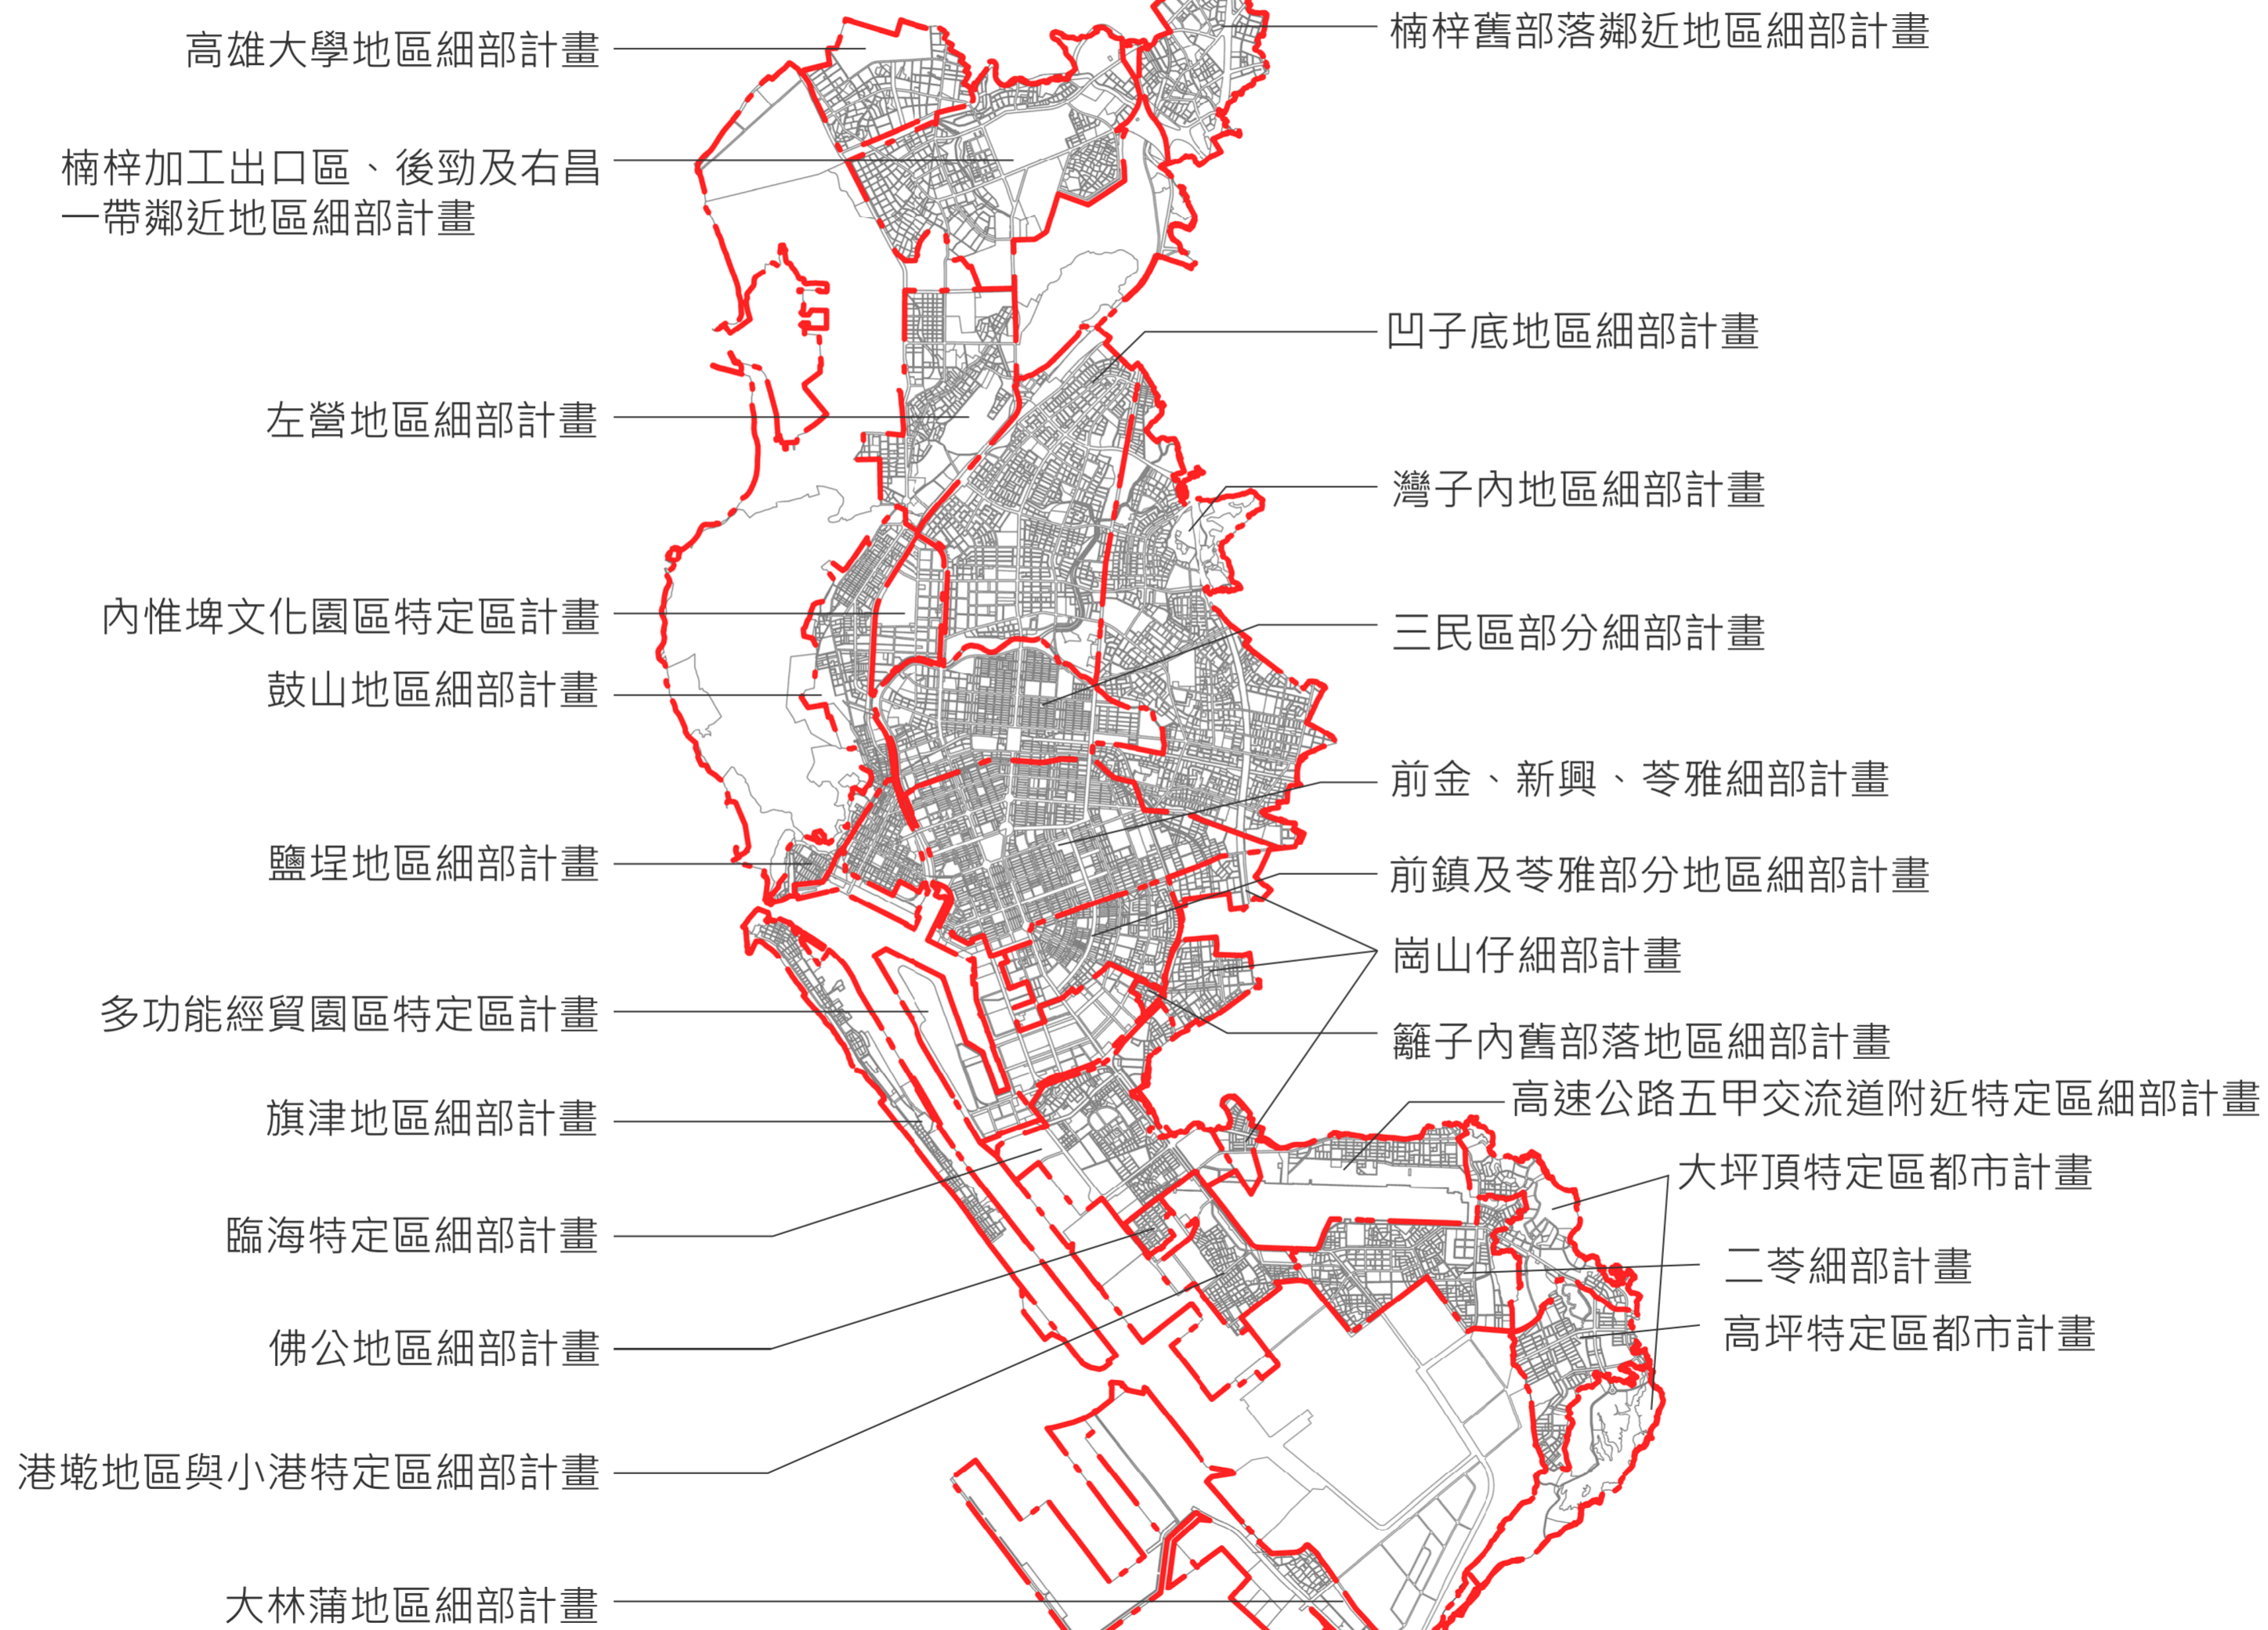 高雄大學地區細部計畫
楠梓加工出口區、後勁及右昌
一帶鄰近地區細部計畫
左營地區細部計畫
內惟埤文化園區特定區計畫
鼓山地區細部計畫
鹽埕地區細部計畫
多功能經貿園區特定區計畫
旗津地區細部計畫
臨海特定區細部計畫
佛公地區細部計畫
港墘地區與小港特定區細部計畫
大林蒲地區細部計畫
楠梓舊部落鄰近地區細部計畫
凹子底地區細部計畫
灣子內地區細部計畫
三民區部分細部計畫
前金、新興、苓雅細部計畫
前鎮及苓雅部分地區細部計畫
崗山仔細部計畫
籬子內舊部落地區細部計畫
高速公路五甲交流道附近特定區細部計畫
大坪頂特定區都市計畫
二苓細部計畫
高坪特定區都市計畫